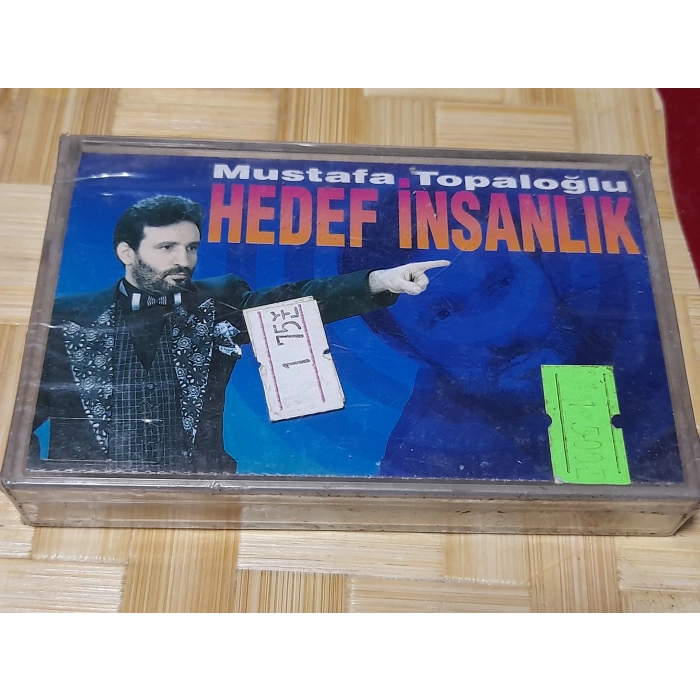 Mustafa Topaloğlu
HEDEF İNSANLIK